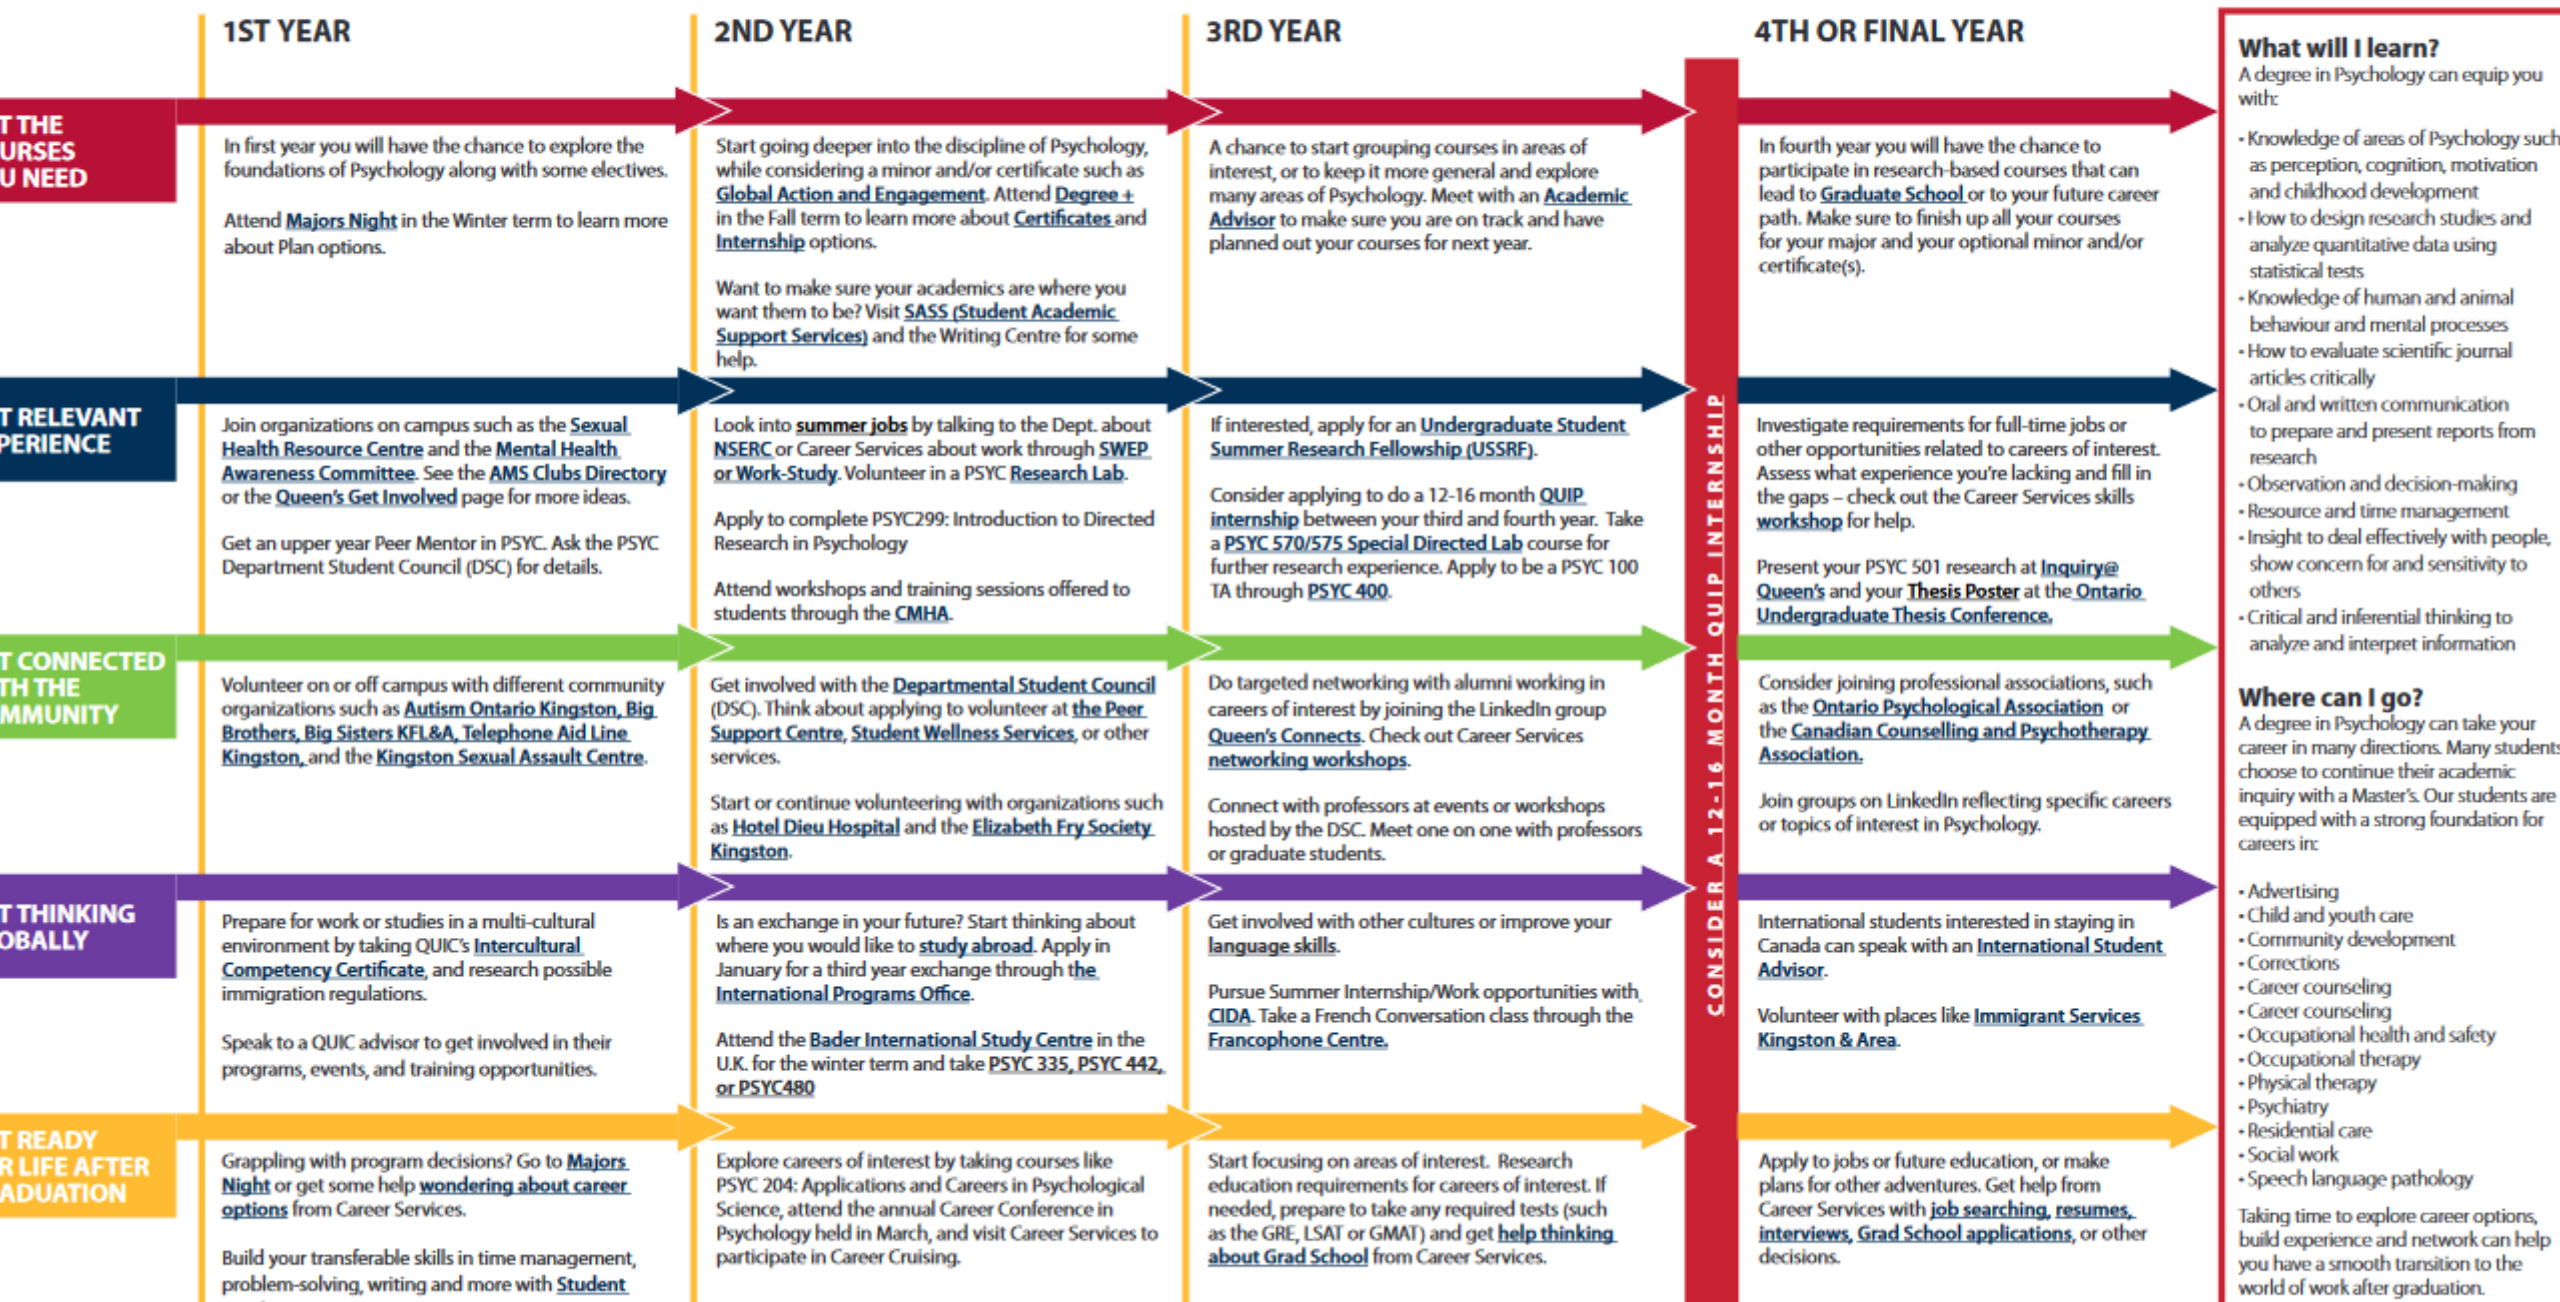 1ST YEAR
2ND YEAR
3RD YEAR
4TH OR FINAL YEAR
T THE
URSES
U NEED
In first year you will have the chance to explore the
foundations of Psychology along with some electives.
Attend Majors Night in the Winter term to learn more
about Plan options.
Start going deeper into the discipline of Psychology,
while considering a minor and/or certificate such as
Global Action and Engagement. Attend Degree +
in the Fall term to learn more about Certificates and
Internship options.
Want to make sure your academics are where you
want them to be? Visit SASS (Student Academic
Support Services) and the Writing Centre for some
help.
A chance to start grouping courses in areas of
interest, or to keep it more general and explore
many areas of Psychology. Meet with an Academic
Advisor to make sure you are on track and have
planned out your courses for next year.
In fourth year you will have the chance to
participate in research-based courses that can
lead to Graduate School or to your future career
path. Make sure to finish up all your courses
for your major and your optional minor and/or
certificate(s).
T RELEVANT
PERIENCE
Join organizations on campus such as the Sexual
Health Resource Centre and the Mental Health
Awareness Committee. See the AMS Clubs Directory
or the Queen's Get Involved page for more ideas.
Get an upper year Peer Mentor in PSYC. Ask the PSYC
Department Student Council (DSC) for details.
Look into summer jobs by talking to the Dept. about
NSERC or Career Services about work through SWEP
or Work-Study. Volunteer in a PSYC Research Lab.
Apply to complete PSYC299: Introduction to Directed
Research in Psychology
Attend workshops and training sessions offered to
students through the CMHA.
If interested, apply for an Undergraduate Student
Summer Research Fellowship (USSRF).
Consider applying to do a 12-16 month QUIP
internship between your third and fourth year. Take
a PSYC 570/575 Special Directed Lab course for
further research experience. Apply to be a PSYC 100
TA through PSYC 400.
Investigate requirements for full-time jobs or
other opportunities related to careers of interest.
Assess what experience you're lacking and fill in
the gaps – check out the Career Services skills
workshop for help.
Present your PSYC 501 research at Inquiry@
Queen's and your Thesis Poster at the Ontario
Undergraduate Thesis Conference.
T CONNECTED
TH THE
MMUNITY
Volunteer on or off campus with different community
organizations such as Autism Ontario Kingston, Big
Brothers, Big Sisters KFL&A, Telephone Aid Line
Kingston, and the Kingston Sexual Assault Centre.
Get involved with the Departmental Student Council
(DSC). Think about applying to volunteer at the Peer
Support Centre, Student Wellness Services, or other
services.
Start or continue volunteering with organizations such
as Hotel Dieu Hospital and the Elizabeth Fry Society
Kingston.
Do targeted networking with alumni working in
careers of interest by joining the LinkedIn group
Queen's Connects. Check out Career Services
networking workshops.
Connect with professors at events or workshops
hosted by the DSC. Meet one on one with professors
or graduate students.
Consider joining professional associations, such
as the Ontario Psychological Association or
the Canadian Counselling and Psychotherapy
Association.
Join groups on LinkedIn reflecting specific careers
or topics of interest in Psychology.
T THINKING
OBALLY
Prepare for work or studies in a multi-cultural
environment by taking QUIC's Intercultural
Competency Certificate, and research possible
immigration regulations.
Speak to a QUIC advisor to get involved in their
programs, events, and training opportunities.
Is an exchange in your future? Start thinking about
where you would like to study abroad. Apply in
January for a third year exchange through the
International Programs Office.
Attend the Bader International Study Centre in the
U.K. for the winter term and take PSYC 335, PSYC 442,
or PSYC480
Get involved with other cultures or improve your
language skills.
Pursue Summer Internship/Work opportunities with
CIDA. Take a French Conversation class through the
Francophone Centre.
International students interested in staying in
Canada can speak with an International Student
Advisor.
Volunteer with places like Immigrant Services
Kingston & Area.
T READY
R LIFE AFTER
ADUATION
Grappling with program decisions? Go to Majors
Night or get some help wondering about career
options from Career Services.
Build your transferable skills in time management,
problem-solving, writing and more with Student
Explore careers of interest by taking courses like
PSYC 204: Applications and Careers in Psychological
Science, attend the annual Career Conference in
Psychology held in March, and visit Career Services to
participate in Career Cruising.
Start focusing on areas of interest. Research
education requirements for careers of interest. If
needed, prepare to take any required tests (such
as the GRE, LSAT or GMAT) and get help thinking
about Grad School from Career Services.
Apply to jobs or future education, or make
plans for other adventures. Get help from
Career Services with job searching, resumes,
interviews, Grad School applications, or other
decisions.
CONSIDER A 12-16 MONTH QUIP INTERNSHIP
What will I learn?
A degree in Psychology can equip you
with:
• Knowledge of areas of Psychology such
as perception, cognition, motivation
and childhood development
• How to design research studies and
analyze quantitative data using
statistical tests
• Knowledge of human and animal
behaviour and mental processes
• How to evaluate scientific journal
articles critically
• Oral and written communication
to prepare and present reports from
research
• Observation and decision-making
• Resource and time management
• Insight to deal effectively with people,
show concern for and sensitivity to
others
• Critical and inferential thinking to
analyze and interpret information
Where can I go?
A degree in Psychology can take your
career in many directions. Many students
choose to continue their academic
inquiry with a Master's. Our students are
equipped with a strong foundation for
careers in:
• Advertising
• Child and youth care
• Community development
• Corrections
• Career counseling
• Career counseling
• Occupational health and safety
• Occupational therapy
• Physical therapy
• Psychiatry
• Residential care
• Social work
• Speech language pathology
Taking time to explore career options,
build experience and network can help
you have a smooth transition to the
world of work after graduation.